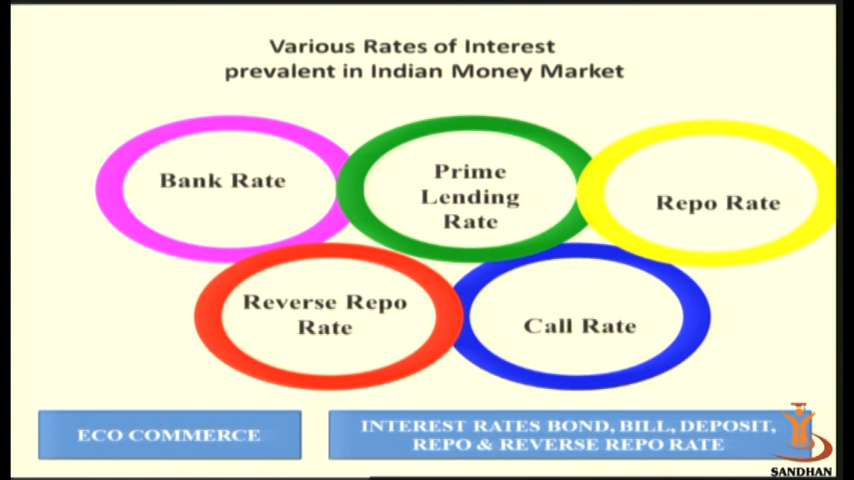 Various Rates of Interest
prevalent in Indian Money Market
Bank Rate
Prime
Lending
Rate
Repo Rate
Reverse Repo
Rate
Call Rate
ECO COMMERCE
INTEREST RATES BOND, BILL, DEPOSIT,
REPO & REVERSE REPO RATE
SANDHAN